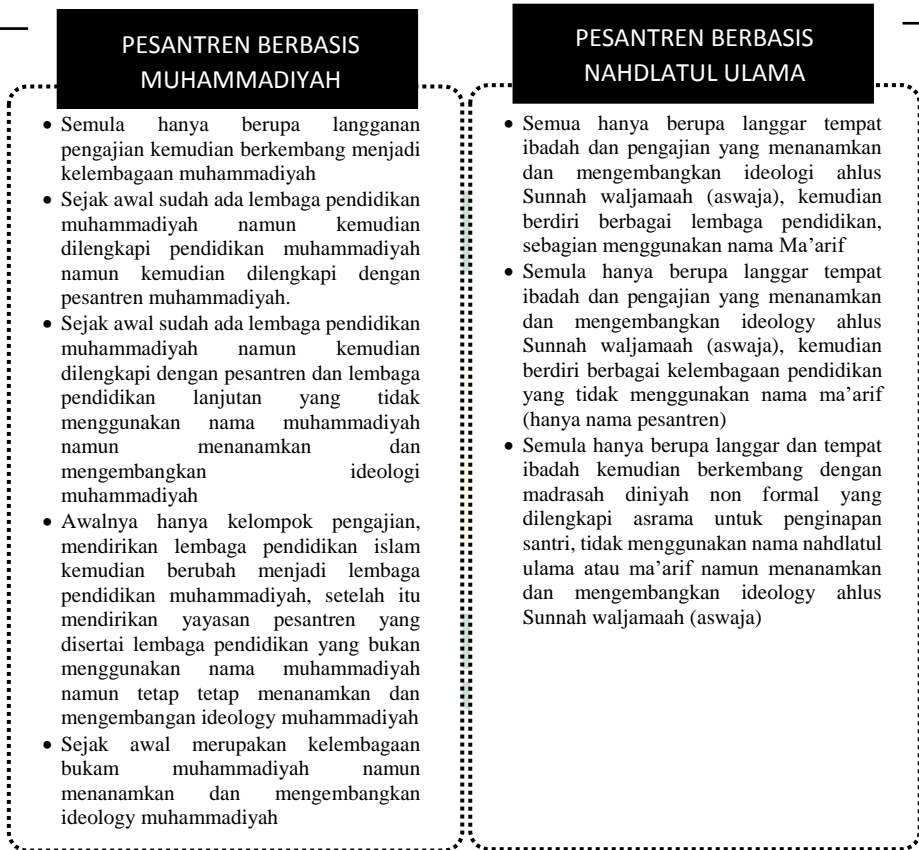 PESANTREN BERBASIS
MUHAMMADIYAH
• Semula hanya berupa langganan
pengajian kemudian berkembang menjadi
kelembagaan muhammadiyah
• Sejak awal sudah ada lembaga pendidikan
muhammadiyah namun kemudian
dilengkapi pendidikan muhammadiyah
namun kemudian dilengkapi dengan
pesantren muhammadiyah.
• Sejak awal sudah ada lembaga pendidikan
muhammadiyah namun kemudian
dilengkapi dengan pesantren dan lembaga
pendidikan lanjutan yang tidak
menggunakan nama muhammadiyah
namun menanamkan dan
mengembangkan ideologi
muhammadiyah
• Awalnya hanya kelompok pengajian,
mendirikan lembaga pendidikan islam
kemudian berubah menjadi lembaga
pendidikan muhammadiyah, setelah itu
mendirikan yayasan pesantren yang
disertai lembaga pendidikan yang bukan
menggunakan nama muhammadiyah
namun tetap tetap menanamkan dan
mengembangan ideology muhammadiyah
• Sejak awal merupakan kelembagaan
bukam muhammadiyah namun
menanamkan dan mengembangkan
ideology muhammadiyah
PESANTREN BERBASIS
NAHDLATUL ULAMA
• Semua hanya berupa langgar tempat
ibadah dan pengajian yang menanamkan
dan mengembangkan ideologi ahlus
Sunnah waljamaah (aswaja), kemudian
berdiri berbagai lembaga pendidikan,
sebagian menggunakan nama Ma’arif
• Semula hanya berupa langgar tempat
ibadah dan pengajian yang menanamkan
dan mengembangkan ideology ahlus
Sunnah waljamaah (aswaja), kemudian
berdiri berbagai kelembagaan pendidikan
yang tidak menggunakan nama ma’arif
(hanya nama pesantren)
• Semula hanya berupa langgar dan tempat
ibadah kemudian berkembang dengan
madrasah diniyah non formal yang
dilengkapi asrama untuk penginapan
santri, tidak menggunakan nama nahdlatul
ulama atau ma’arif namun menanamkan
dan mengembangkan ideology ahlus
Sunnah waljamaah (aswaja)